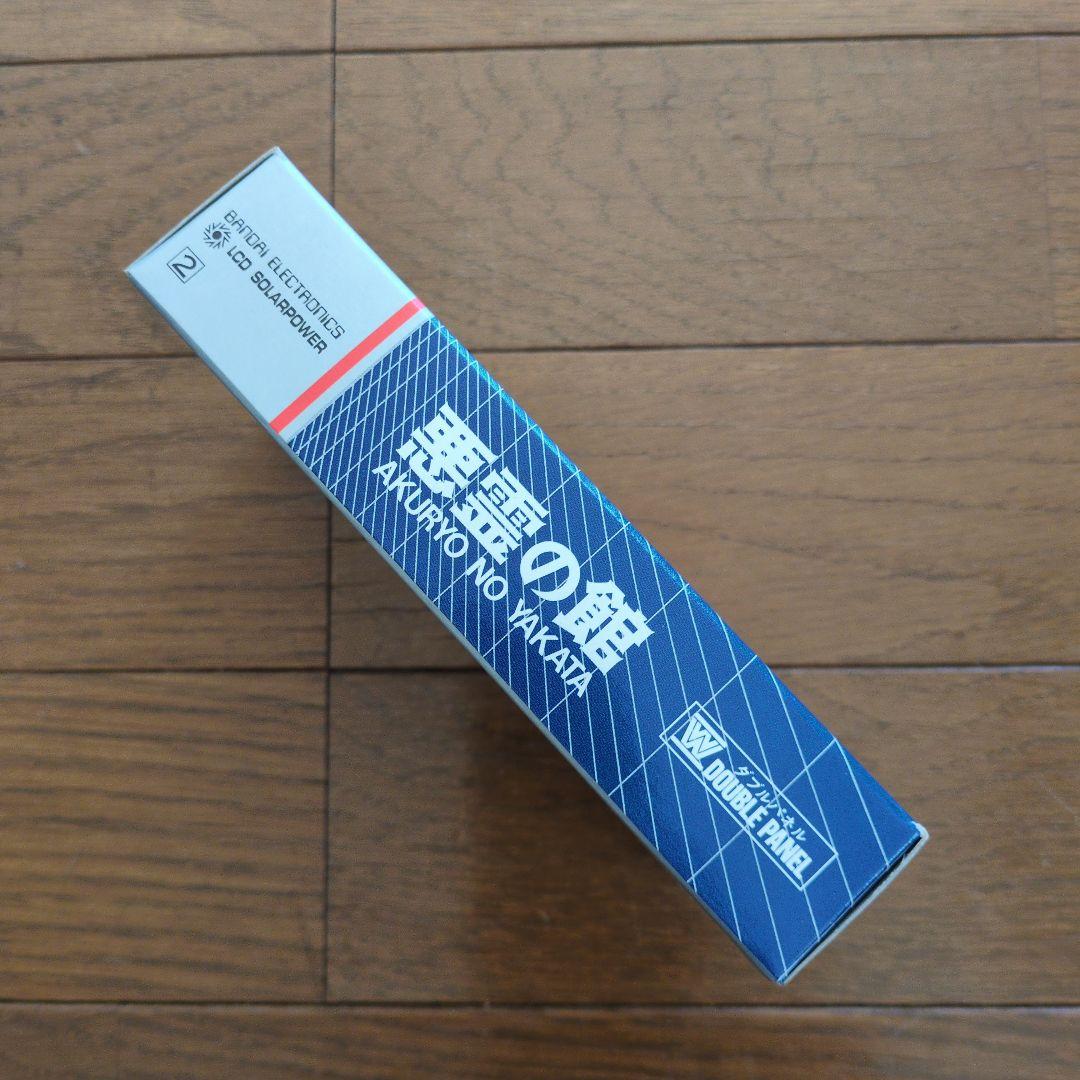 BANDAI ELECTRONICS
LCD SOLARPOWER
2
悪霊の館
AKURYO NO YAKATA
W ダブルパネル
DOUBLE PANEL